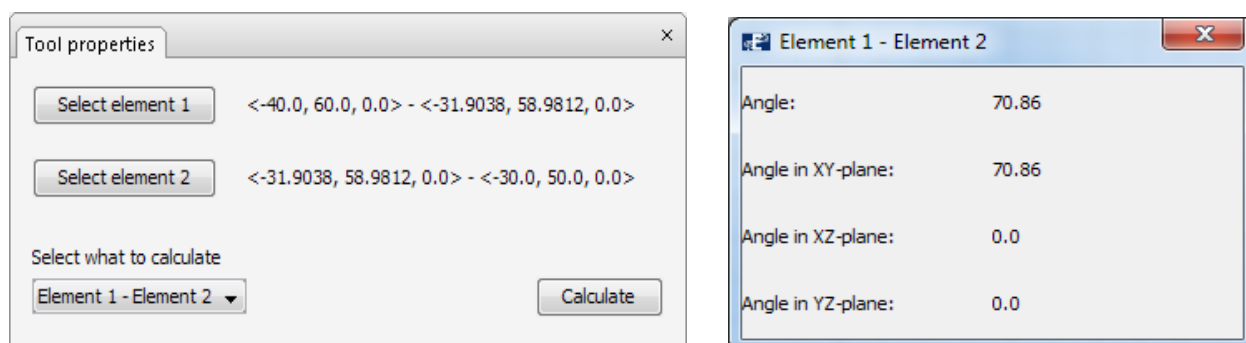 Tool properties
Select element 1 <-40.0, 60.0, 0.0> - <-31.9038, 58.9812, 0.0>
Select element 2 <-31.9038, 58.9812, 0.0> - <-30.0, 50.0, 0.0>
Select what to calculate
Element 1 - Element 2 Calculate
Element 1 - Element 2
Angle: 70.86
Angle in XY-plane: 70.86
Angle in XZ-plane: 0.0
Angle in YZ-plane: 0.0